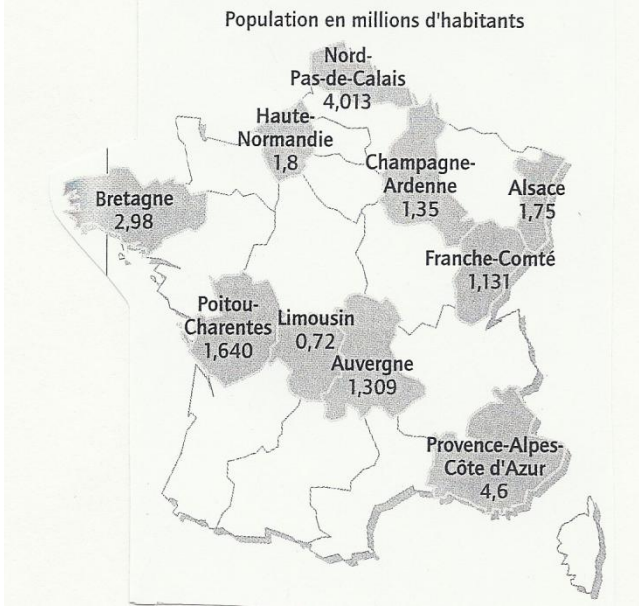 Population en millions d'habitants
Nord-
Pas-de-Calais
4,013
Haute-
Normandie
1,8
Champagne-
Ardenne
1,35
Alsace
1,75
Bretagne
2,98
Franche-Comté
1,131
Poitou-
Charentes
1,640
Limousin
0,72
Auvergne
1,309
Provence-Alpes-
Côte d'Azur
4,6